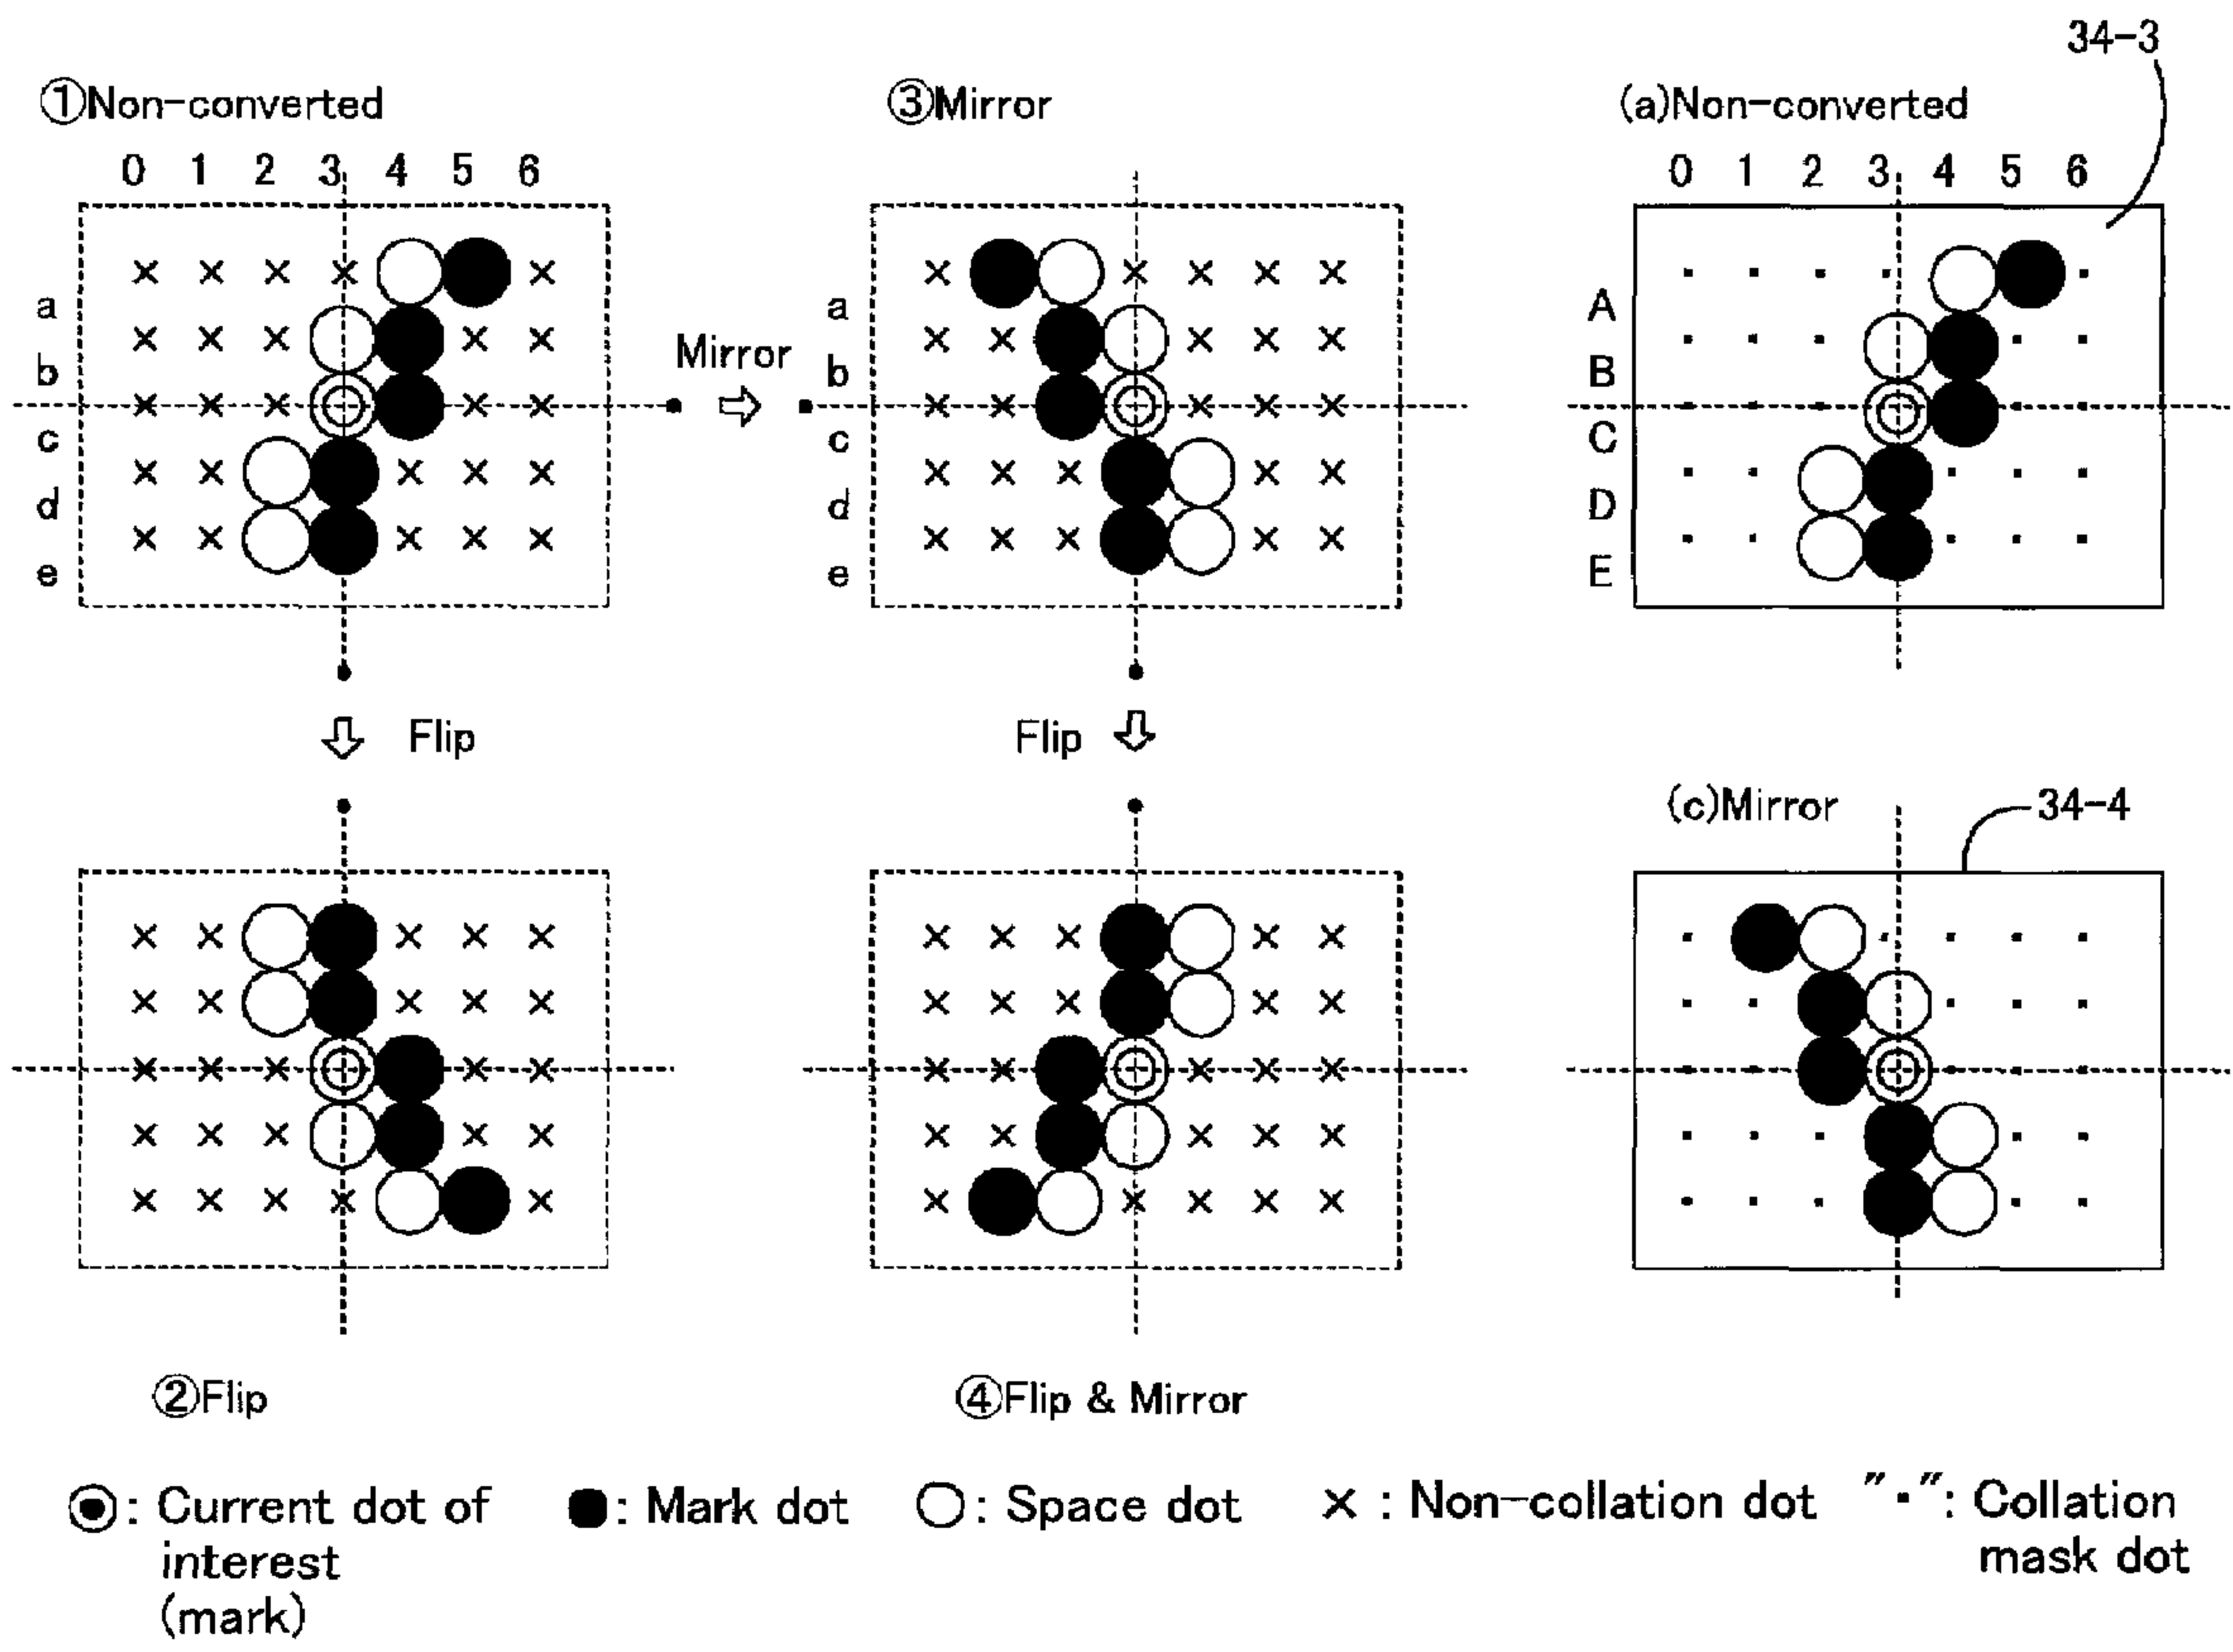 34-3
①Non-converted
③Mirror
(a)Non-converted
0 1 2 3 4 5 6
0 1 2 3 4 5 6
a
b
c
d
e
Mirror
a
b
c
d
e
A
B
C
D
E
Flip
Flip
(c)Mirror
34-4
②Flip
④Flip & Mirror
: Current dot of interest (mark)
: Mark dot
: Space dot
× : Non-collation dot
"·": Collation mask dot